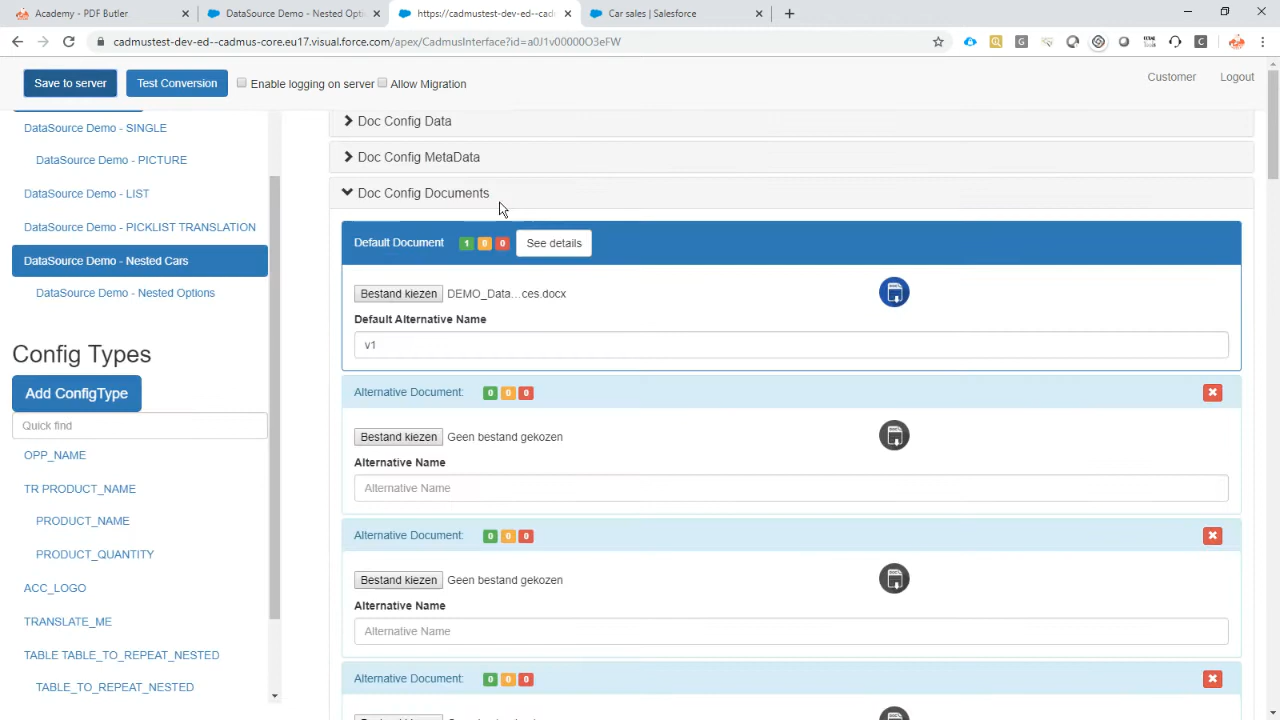 Academy - PDF Butler
DataSource Demo - Nested Opti
https://cadmustest-dev-ed--cad
Car sales | Salesforce
cadmustest-dev-ed--cadmus-core.eu17.visual.force.com/apex/CadmusInterface?id=a0J1v00000O3eFW
Save to server
Test Conversion
Enable logging on server
Allow Migration
Customer
Logout
DataSource Demo - SINGLE
DataSource Demo - PICTURE
DataSource Demo - LIST
DataSource Demo - PICKLIST TRANSLATION
DataSource Demo - Nested Cars
DataSource Demo - Nested Options
Config Types
Add ConfigType
Quick find
OPP_NAME
TR PRODUCT_NAME
PRODUCT_NAME
PRODUCT_QUANTITY
ACC_LOGO
TRANSLATE_ME
TABLE TABLE_TO_REPEAT_NESTED
TABLE_TO_REPEAT_NESTED
Doc Config Data
Doc Config MetaData
Doc Config Documents
Default Document 1 0 0 See details
Bestand kiezen DEMO_Data...ces.docx
Default Alternative Name
v1
Alternative Document: 0 0 0
Bestand kiezen Geen bestand gekozen
Alternative Name
Alternative Name
Alternative Document: 0 0 0
Bestand kiezen Geen bestand gekozen
Alternative Name
Alternative Name
Alternative Document: 0 0 0